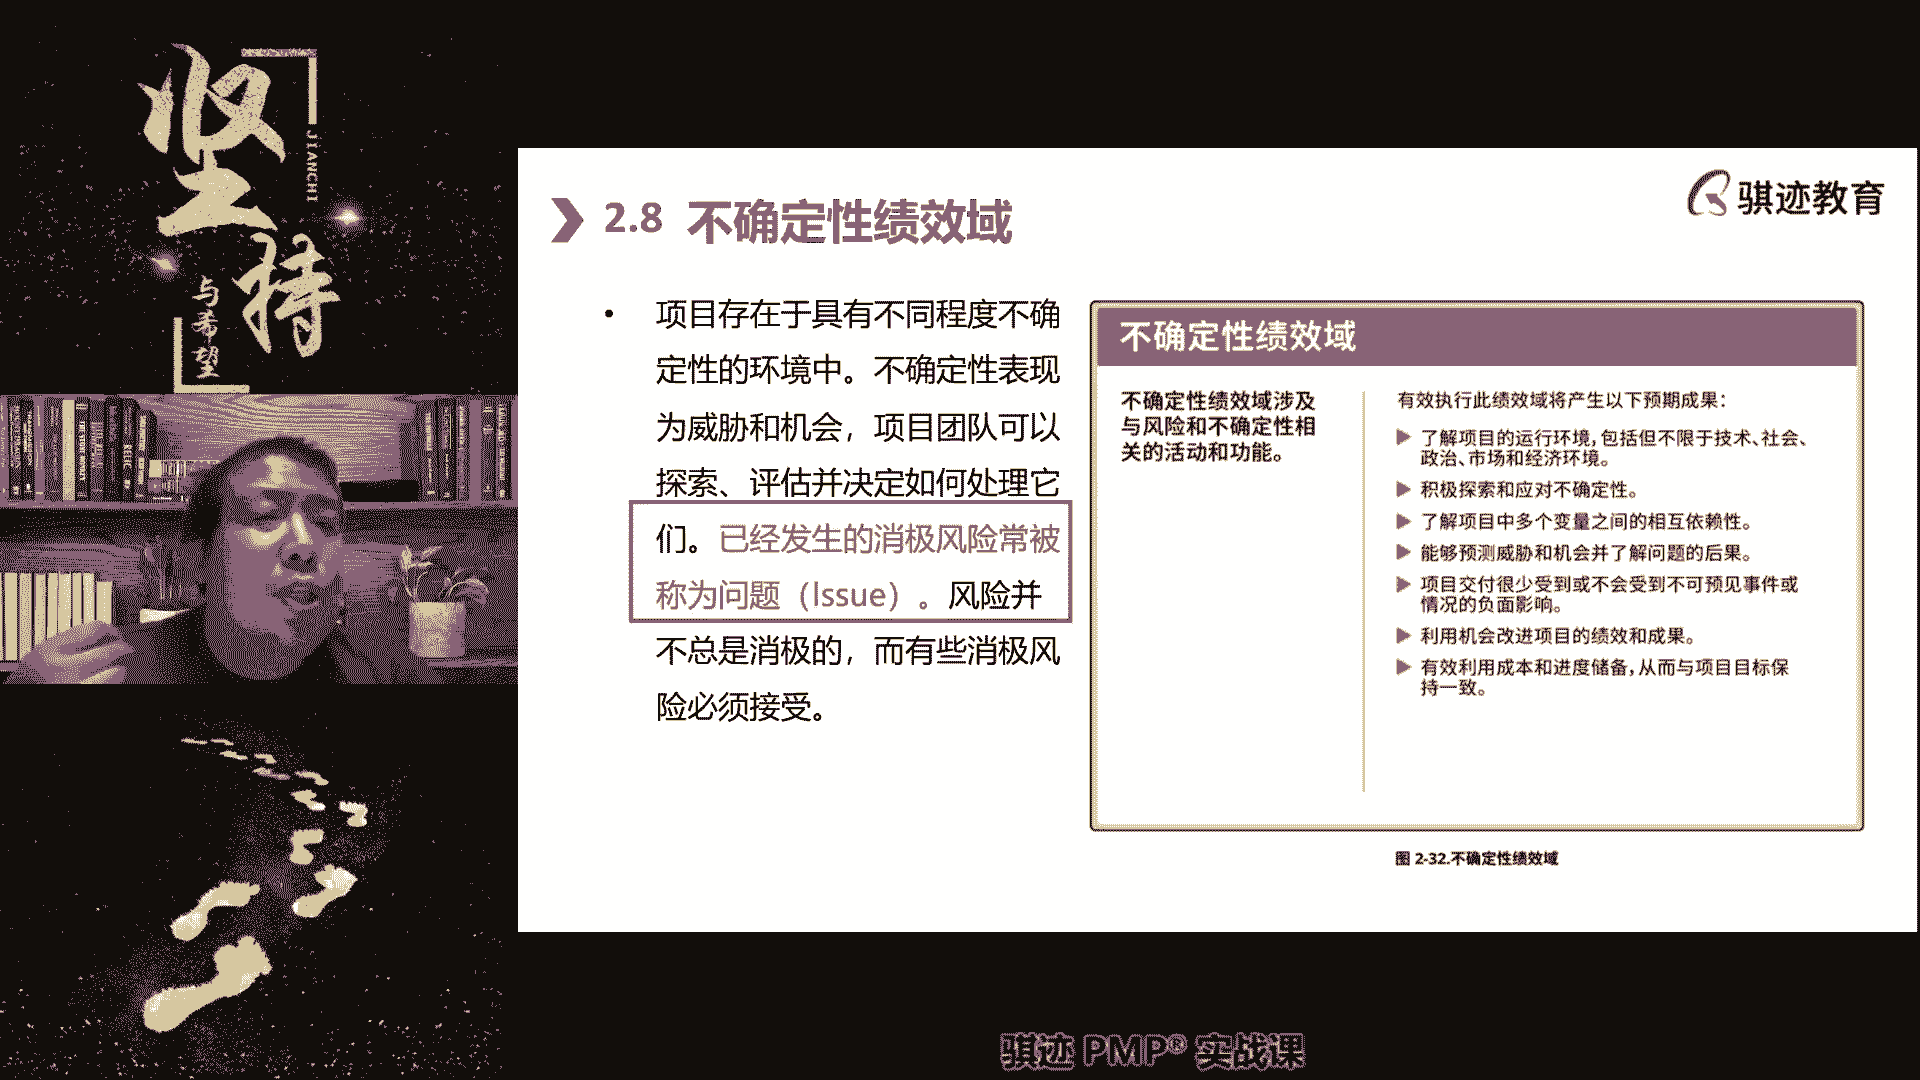 坚持
JIANCHI
与希望
骐迹教育
2.8 不确定性绩效域
• 项目存在于具有不同程度不确
定性的环境中。不确定性表现
为威胁和机会，项目团队可以
探索、评估并决定如何处理它
们。已经发生的消极风险常被
称为问题（Issue）。风险并
不总是消极的，而有些消极风
险必须接受。
不确定性绩效域
不确定性绩效域涉及
与风险和不确定性相
关的活动和功能。
有效执行此绩效域将产生以下预期成果：
▶ 了解项目的运行环境，包括但不限于技术、社会、
政治、市场和经济环境。
▶ 积极探索和应对不确定性。
▶ 了解项目中多个变量之间的相互依赖性。
▶ 能够预测威胁和机会并了解问题的后果。
▶ 项目交付很少受到或不会受到不可预见事件或
情况的负面影响。
▶ 利用机会改进项目的绩效和成果。
▶ 有效利用成本和进度储备，从而与项目目标保
持一致。
图 2-32.不确定性绩效域
骐迹 PMP® 实战课